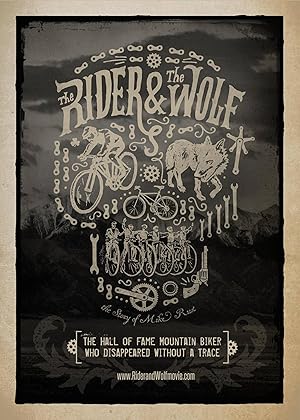 The RIDER & The WOLF
the Story of Mike Rust
THE HALL OF FAME MOUNTAIN BIKER
WHO DISAPPEARED WITHOUT A TRACE
www.RiderandWolfmovie.com